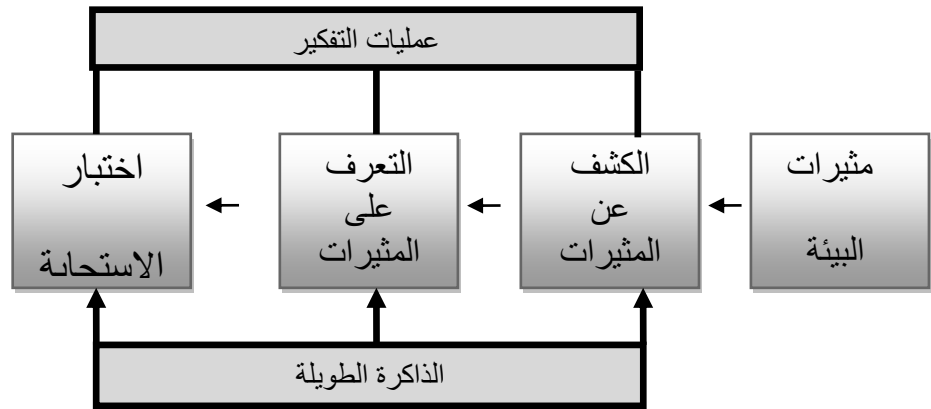 عمليات التفكير
مثيرات
البيئة
الكشف
عن
المثيرات
التعرف
على
المثيرات
اختبار
الاستجابة
الذاكرة الطويلة